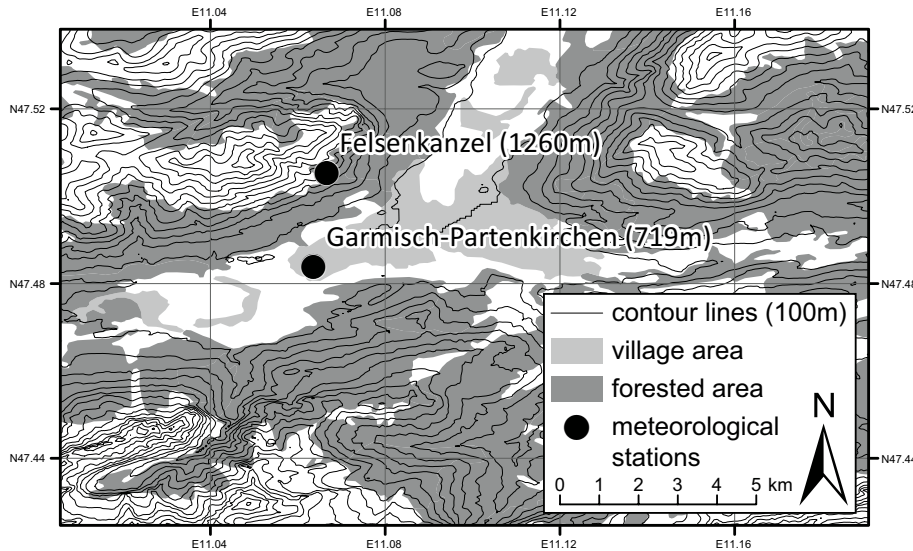 E11.04 E11.08 E11.12 E11.16
N47.52 N47.52
Felsenkanzel (1260m)
Garmisch-Partenkirchen (719m)
N47.48 N47.48
contour lines (100m)
village area
forested area
meteorological
stations
N
0 1 2 3 4 5 km
N47.44 N47.44
E11.04 E11.08 E11.12 E11.16